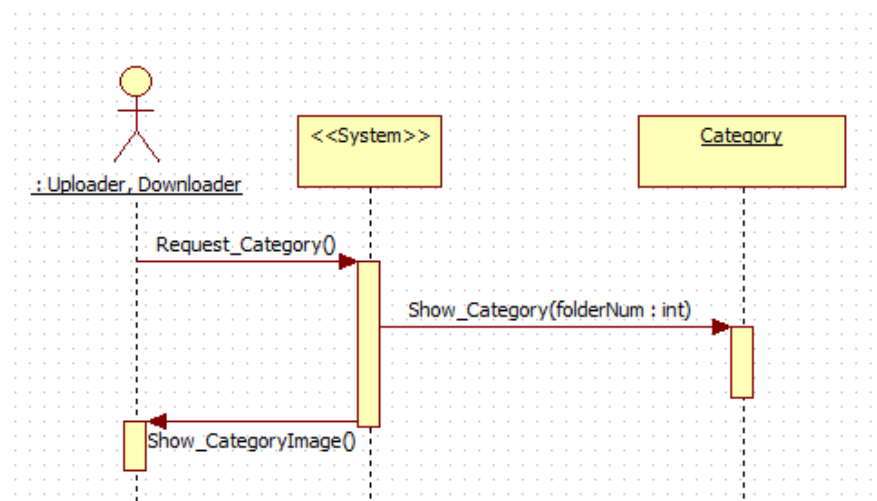 <<System>>
Category
: Uploader, Downloader
Request_Category()
Show_Category(folderNum : int)
Show_CategoryImage()